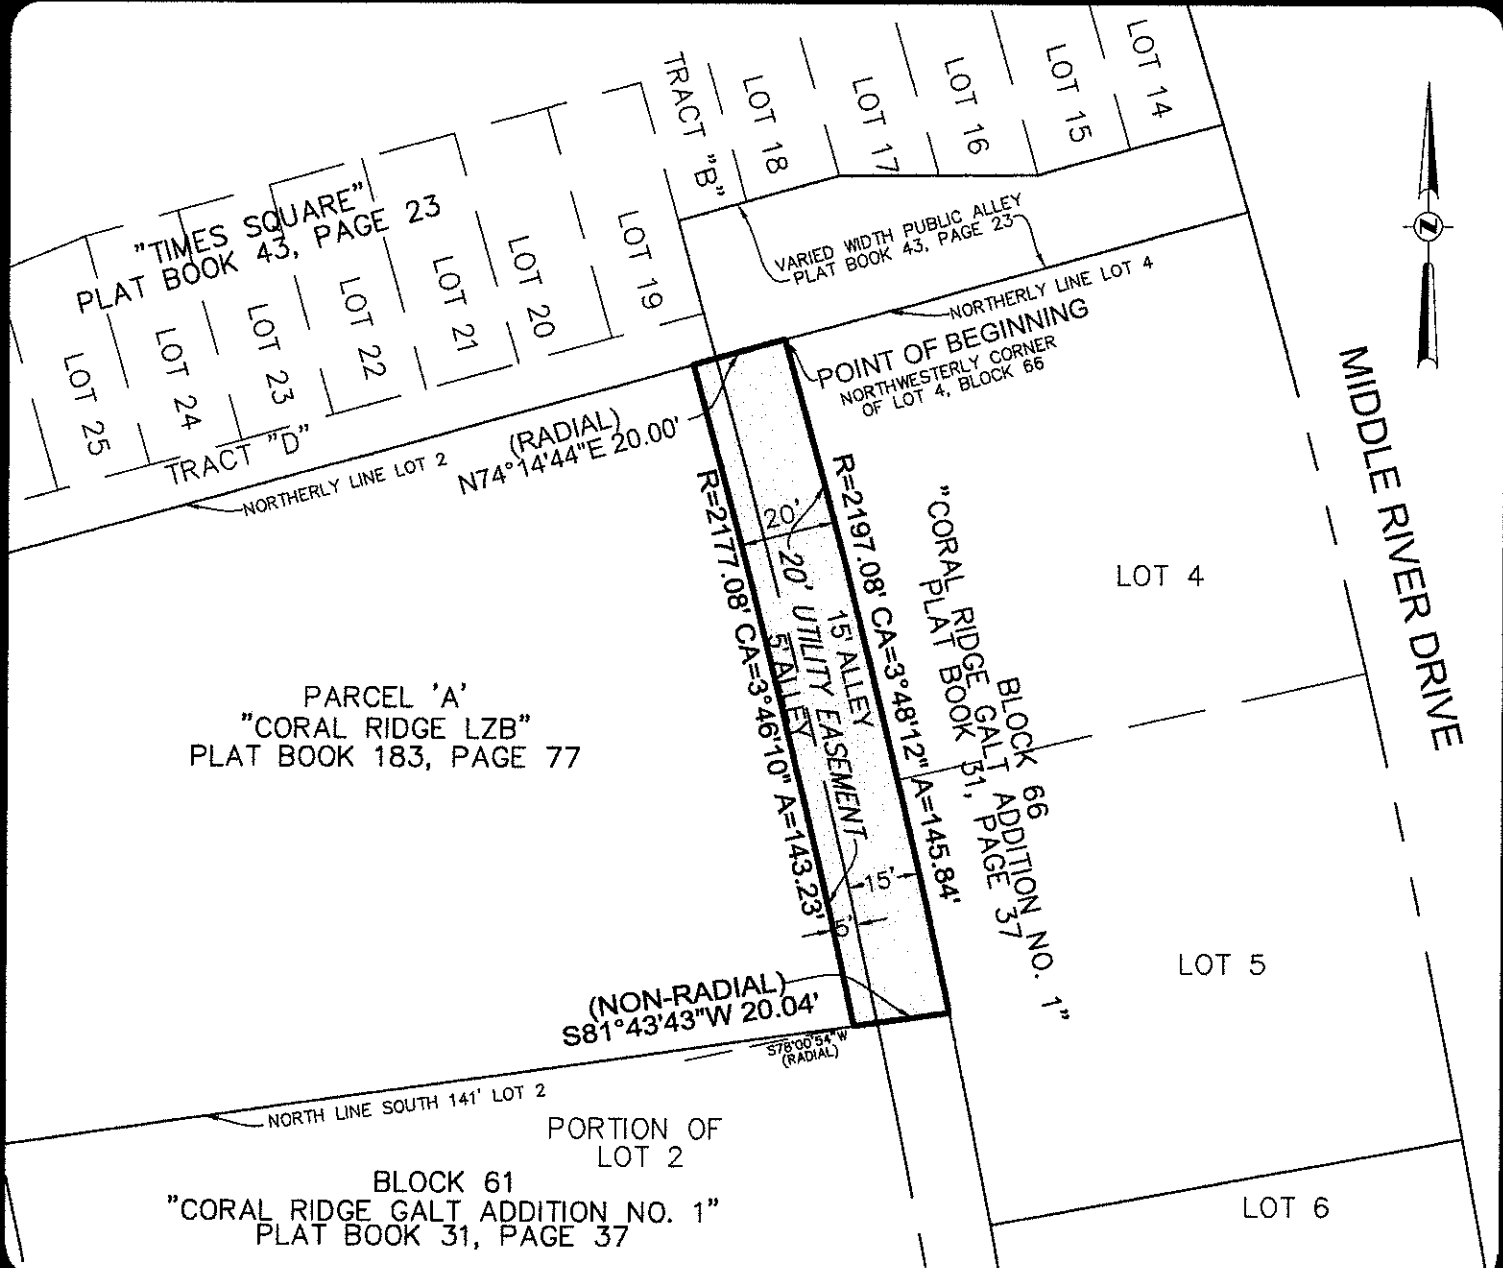 TRACT "B"
LOT 18
LOT 17
LOT 16
LOT 15
LOT 14
"TIMES SQUARE"
PLAT BOOK 43, PAGE 23
LOT 25
LOT 24
LOT 23
LOT 22
LOT 21
LOT 20
LOT 19
TRACT "D"
VARIED WIDTH PUBLIC ALLEY
PLAT BOOK 43, PAGE 23
NORTHERLY LINE LOT 4
POINT OF BEGINNING
NORTHWESTERLY CORNER
OF LOT 4, BLOCK 66
Z
MIDDLE RIVER DRIVE
(RADIAL)
N74°14'44"E 20.00'
NORTHERLY LINE LOT 2
R=2177.08' CA=3°46'10" A=143.23'
20'
20' UTILITY EASEMENT
5' ALLEY
15' ALLEY
R=2197.08' CA=3°48'12" A=145.84'
BLOCK 66
"CORAL RIDGE GALT ADDITION NO. 1"
PLAT BOOK 31, PAGE 37
LOT 4
PARCEL 'A'
"CORAL RIDGE LZB"
PLAT BOOK 183, PAGE 77
15'
5'
LOT 5
(NON-RADIAL)
S81°43'43"W 20.04'
S78°00'54"W
(RADIAL)
NORTH LINE SOUTH 141' LOT 2
PORTION OF
LOT 2
BLOCK 61
"CORAL RIDGE GALT ADDITION NO. 1"
PLAT BOOK 31, PAGE 37
LOT 6